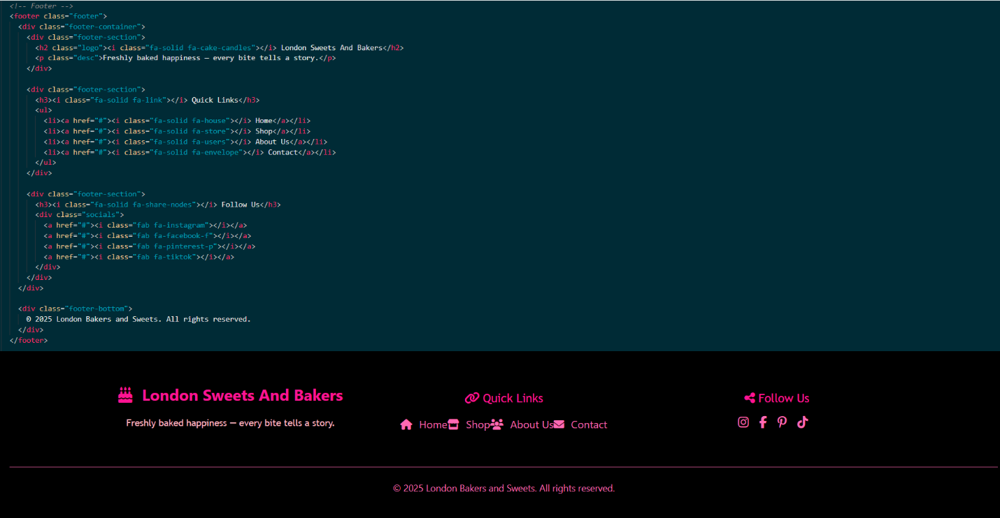 <!-- Footer -->
<footer class="footer">
<div class="footer-container">
<div class="footer-section">
<h2 class="logo"><i class="fa-solid fa-cake-candles"></i> London Sweets And Bakers</h2>
<p class="desc">Freshly baked happiness — every bite tells a story.</p>
</div>
<div class="footer-section">
<h3><i class="fa-solid fa-link"></i> Quick Links</h3>
<ul>
<li><a href="#"><i class="fa-solid fa-house"></i> Home</a></li>
<li><a href="#"><i class="fa-solid fa-store"></i> Shop</a></li>
<li><a href="#"><i class="fa-solid fa-users"></i> About Us</a></li>
<li><a href="#"><i class="fa-solid fa-envelope"></i> Contact</a></li>
</ul>
</div>
<div class="footer-section">
<h3><i class="fa-solid fa-share-nodes"></i> Follow Us</h3>
<div class="socials">
<a href="#"><i class="fab fa-instagram"></i></a>
<a href="#"><i class="fab fa-facebook-f"></i></a>
<a href="#"><i class="fab fa-pinterest-p"></i></a>
<a href="#"><i class="fab fa-tiktok"></i></a>
</div>
</div>
</div>
<div class="footer-bottom">
© 2025 London Bakers and Sweets. All rights reserved.
</div>
</footer>
London Sweets And Bakers
Freshly baked happiness — every bite tells a story.
Quick Links
Home Shop About Us Contact
Follow Us
© 2025 London Bakers and Sweets. All rights reserved.